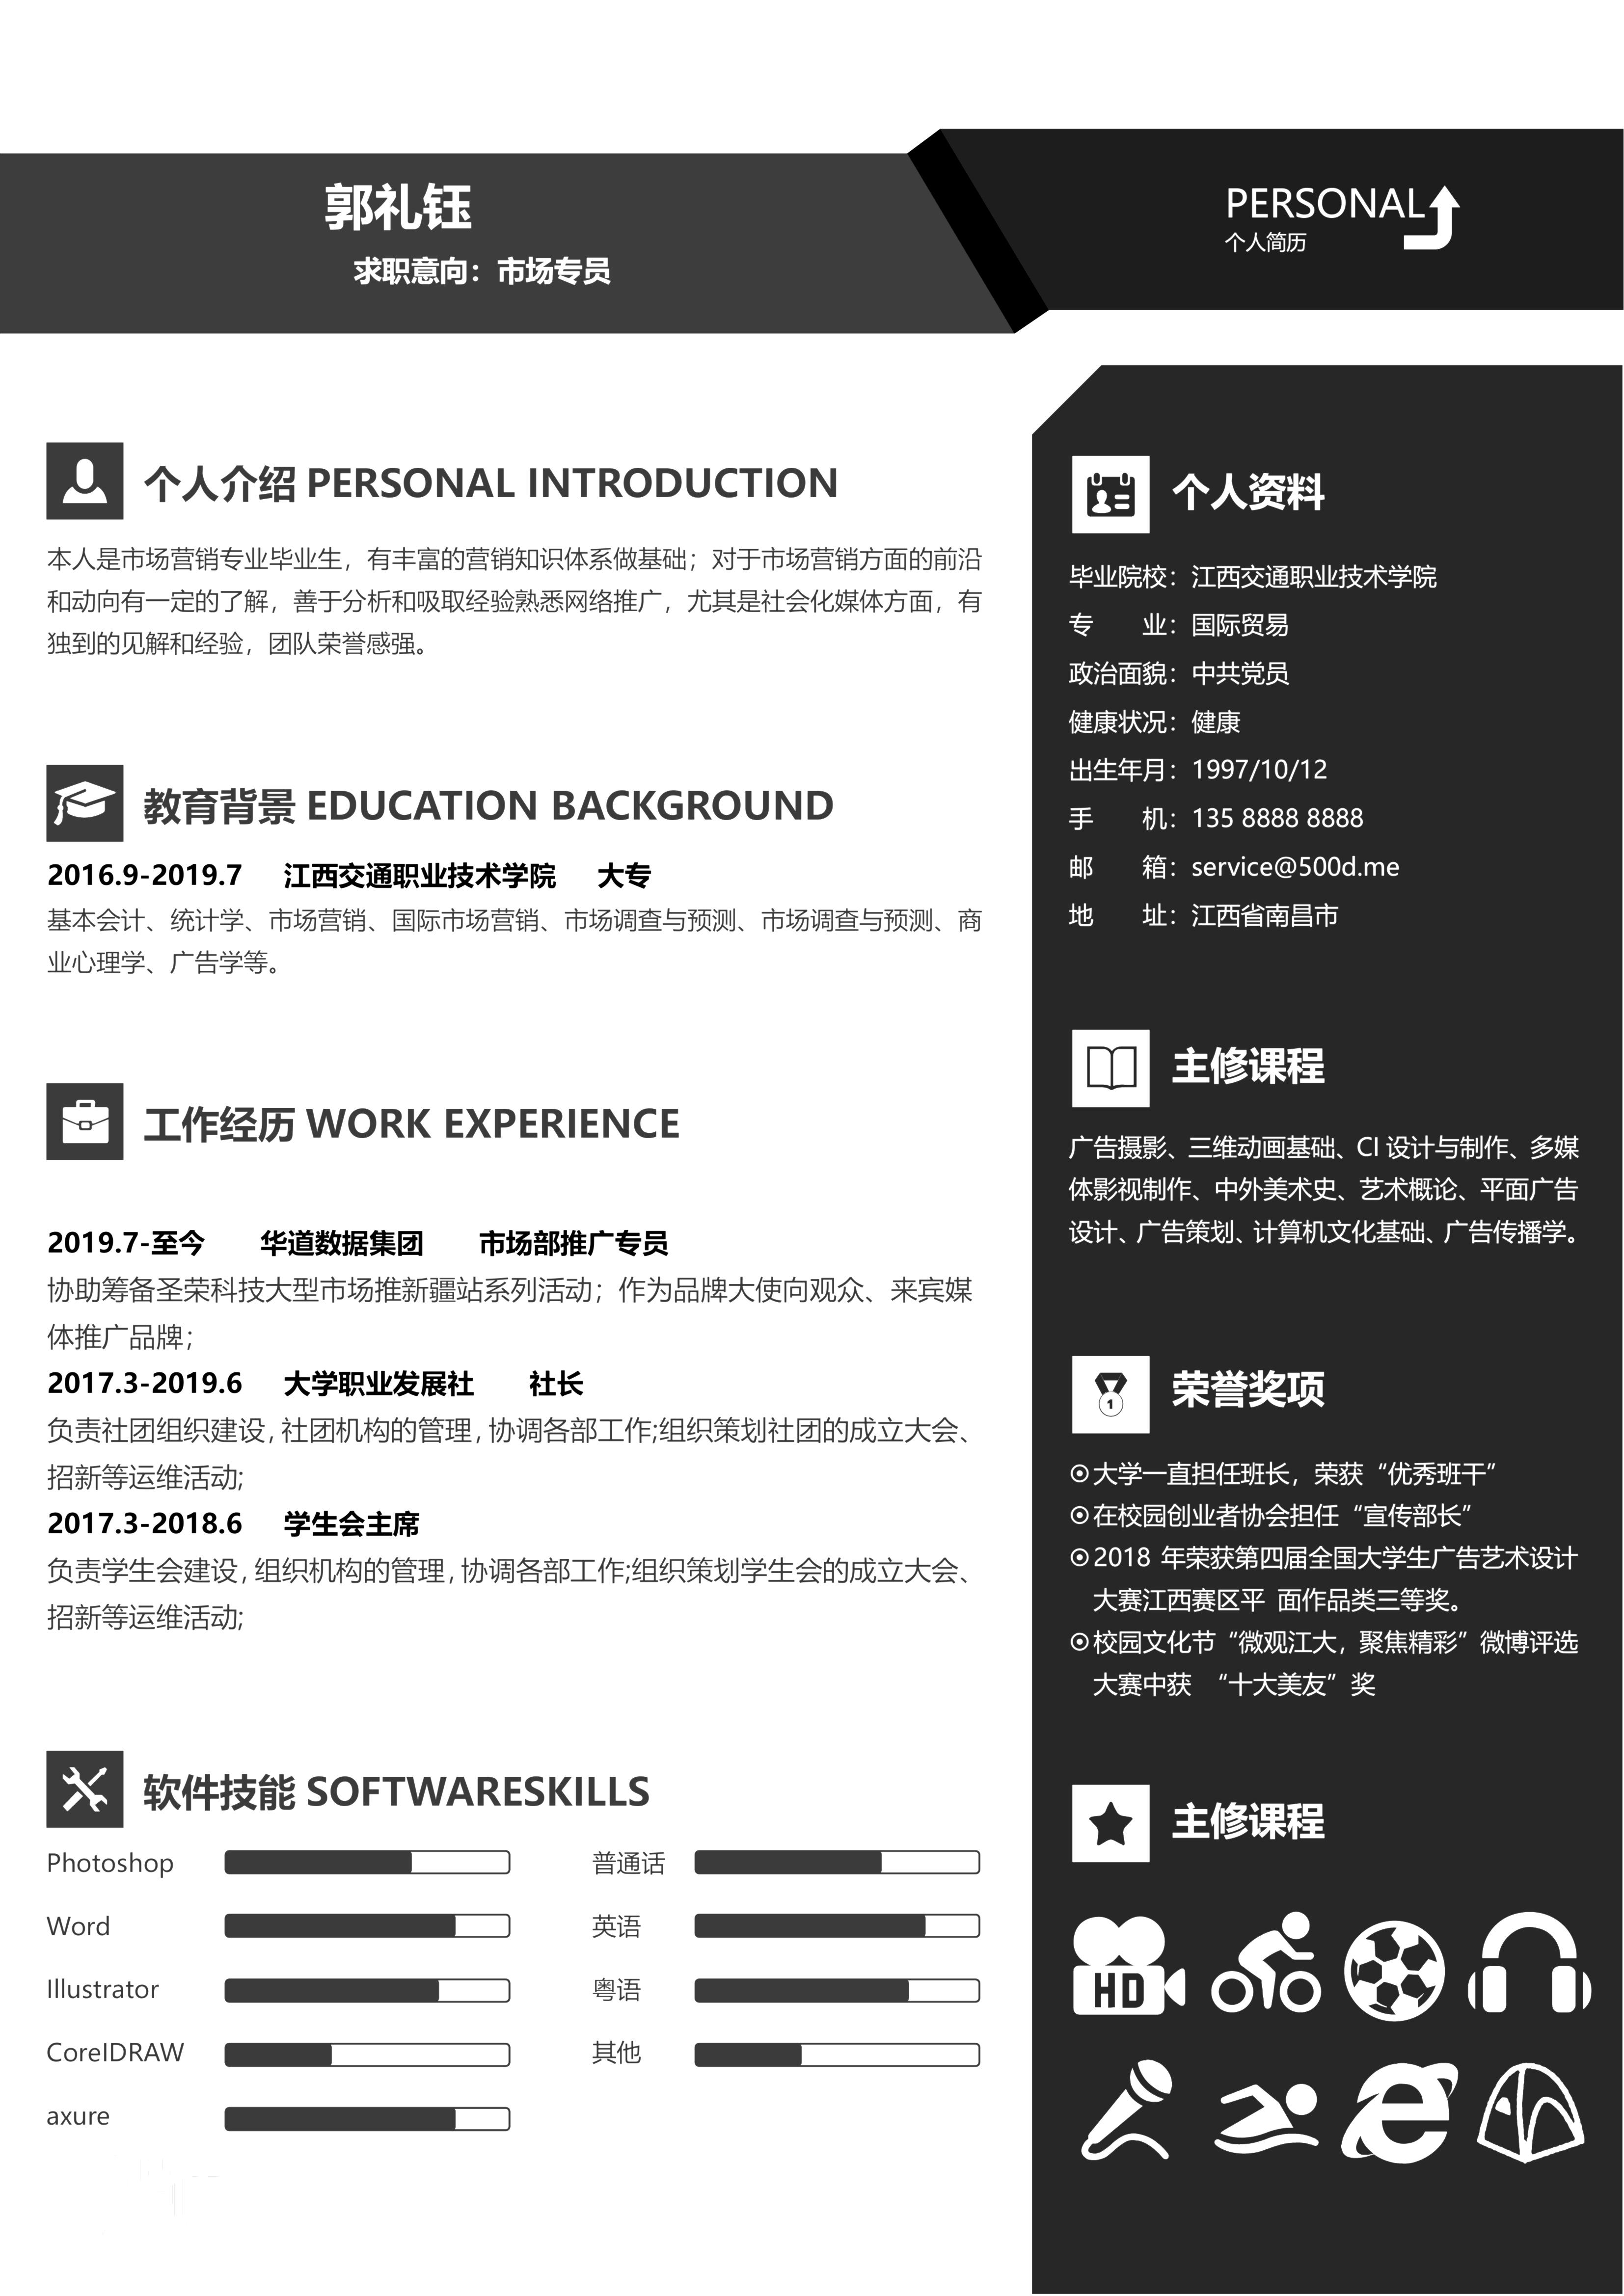 郭礼钰
求职意向：市场专员
PERSONAL
个人简历
个人介绍 PERSONAL INTRODUCTION
本人是市场营销专业毕业生，有丰富的营销知识体系做基础；对于市场营销方面的前沿
和动向有一定的了解，善于分析和吸取经验熟悉网络推广，尤其是社会化媒体方面，有
独到的见解和经验，团队荣誉感强。
教育背景 EDUCATION BACKGROUND
2016.9-2019.7 江西交通职业技术学院 大专
基本会计、统计学、市场营销、国际市场营销、市场调查与预测、市场调查与预测、商
业心理学、广告学等。
工作经历 WORK EXPERIENCE
2019.7-至今 华道数据集团 市场部推广专员
协助筹备圣荣科技大型市场推新疆站系列活动；作为品牌大使向观众、来宾媒
体推广品牌；
2017.3-2019.6 大学职业发展社 社长
负责社团组织建设，社团机构的管理，协调各部工作;组织策划社团的成立大会、
招新等运维活动;
2017.3-2018.6 学生会主席
负责学生会建设，组织机构的管理，协调各部工作;组织策划学生会的成立大会、
招新等运维活动;
软件技能 SOFTWARESKILLS
Photoshop
Word
Illustrator
CorelDRAW
axure
普通话
英语
粤语
其他
个人资料
毕业院校：江西交通职业技术学院
专 业：国际贸易
政治面貌：中共党员
健康状况：健康
出生年月：1997/10/12
手 机：135 8888 8888
邮 箱：service@500d.me
地 址：江西省南昌市
主修课程
广告摄影、三维动画基础、CI 设计与制作、多媒
体影视制作、中外美术史、艺术概论、平面广告
设计、广告策划、计算机文化基础、广告传播学。
1
荣誉奖项
⊙大学一直担任班长，荣获“优秀班干”
⊙在校园创业者协会担任“宣传部长”
⊙2018 年荣获第四届全国大学生广告艺术设计
大赛江西赛区平 面作品类三等奖。
⊙校园文化节“微观江大，聚焦精彩”微博评选
大赛中获 “十大美友”奖
主修课程
HD